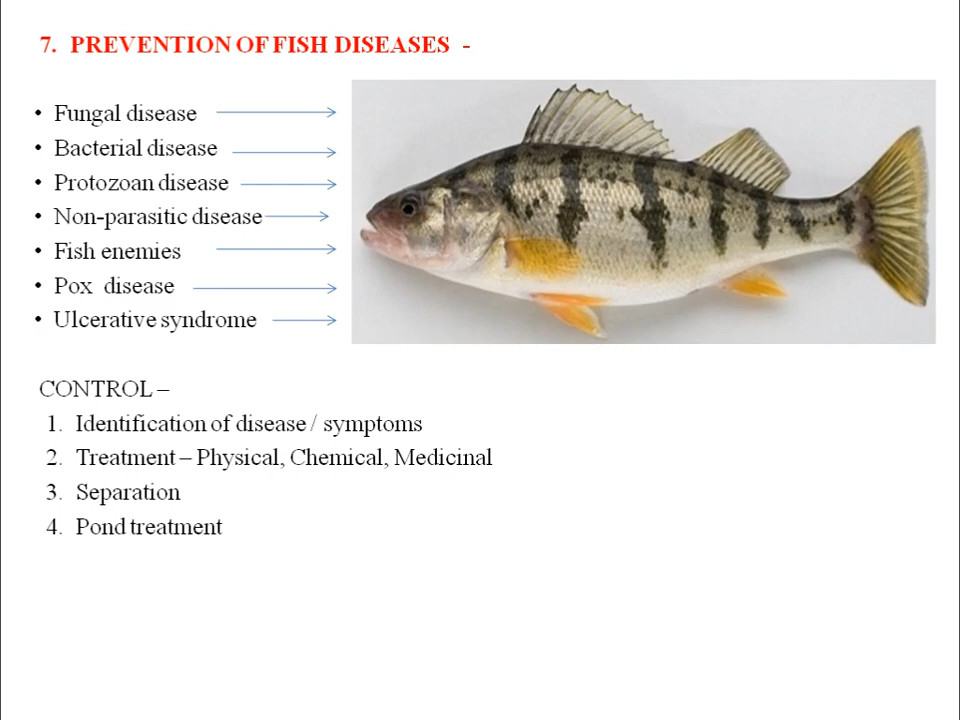 7. PREVENTION OF FISH DISEASES -
• Fungal disease
• Bacterial disease
• Protozoan disease
• Non-parasitic disease
• Fish enemies
• Pox disease
• Ulcerative syndrome
CONTROL –
1. Identification of disease / symptoms
2. Treatment – Physical, Chemical, Medicinal
3. Separation
4. Pond treatment